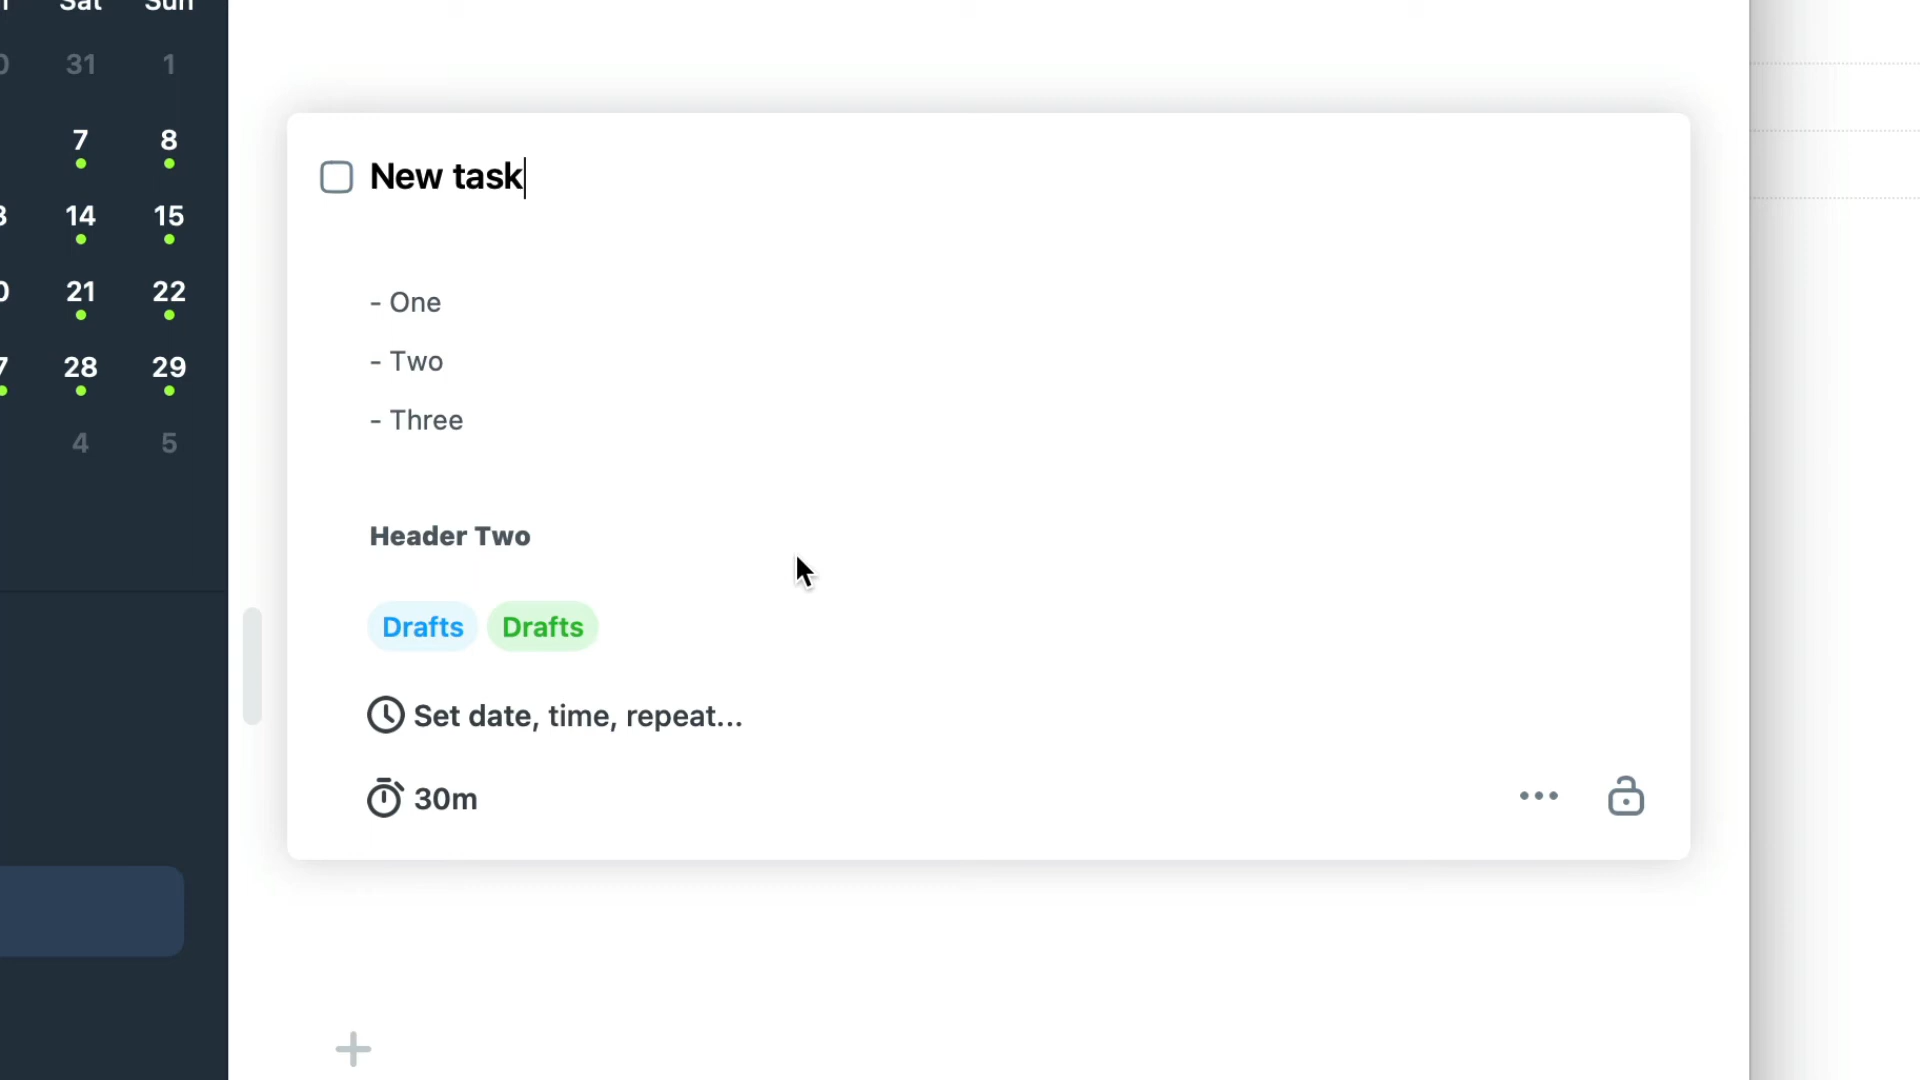 Sat Sun
31 1
7 8
14 15
21 22
28 29
4 5
New task
- One
- Two
- Three
Header Two
Drafts Drafts
Set date, time, repeat...
30m